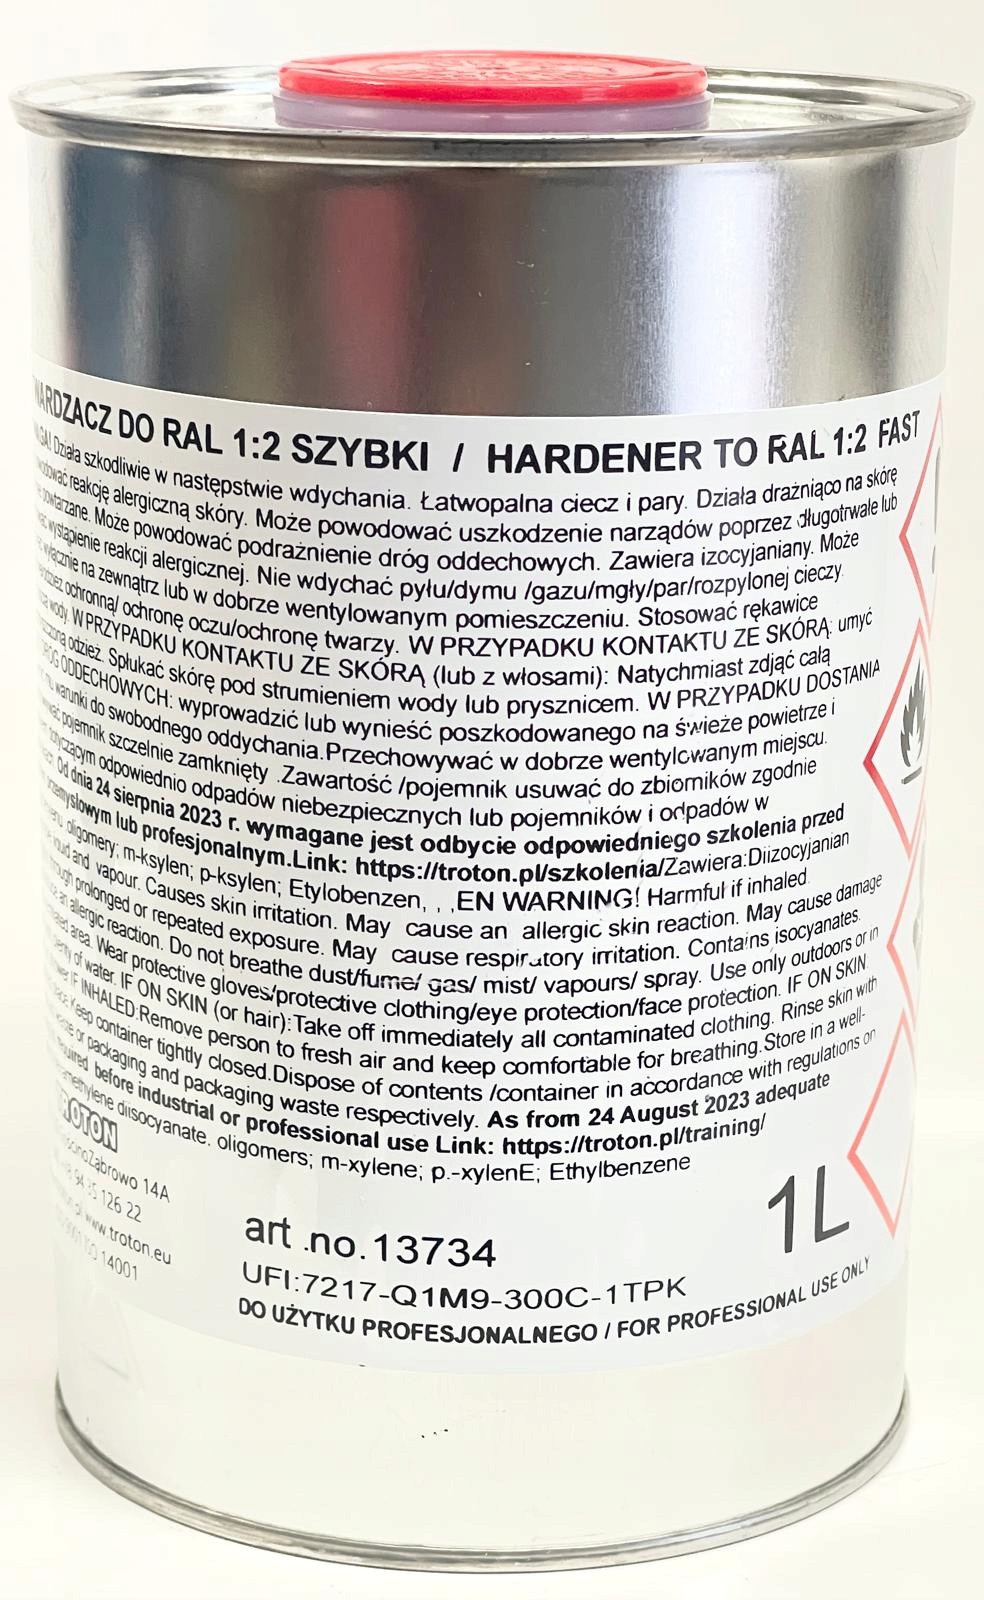 WARDZACZ DO RAL 1:2 SZYBKI / HARDENER TO RAL 1:2 FAST
Działa szkodliwie w następstwie wdychania. Łatwopalna ciecz i pary. Działa drażniąco na skórę
reakcję alergiczną skóry. Może powodować uszkodzenie narządów poprzez długotrwałe lub
powtarzane. Może powodować podrażnienie dróg oddechowych. Zawiera izocyjaniany. Może
wystąpienie reakcji alergicznej. Nie wdychać pyłu/dymu /gazu/mgły/par/rozpylonej cieczy.
na zewnątrz lub w dobrze wentylowanym pomieszczeniu. Stosować rękawice
ochronną/ ochronę oczu/ochronę twarzy. W PRZYPADKU KONTAKTU ZE SKÓRĄ: umyć
wody. W PRZYPADKU KONTAKTU ZE SKÓRĄ (lub z włosami): Natychmiast zdjąć całą
odzież. Spłukać skórę pod strumieniem wody lub prysznicem. W PRZYPADKU DOSTANIA
ODDECHOWYCH: wyprowadzić lub wynieść poszkodowanego na świeże powietrze i
warunki do swobodnego oddychania.Przechowywać w dobrze wentylowanym miejscu.
pojemnik szczelnie zamknięty .Zawartość /pojemnik usuwać do zbiorników zgodnie
odpowiednio odpadów niebezpiecznych lub pojemników i odpadów w
Od dnia 24 sierpnia 2023 r. wymagane jest odbycie odpowiedniego szkolenia przed
lub profesjonalnym.Link: https://troton.pl/szkolenia/Zawiera:Diizocyjanian
oligomery; m-ksylen; p-ksylen; Etylobenzen, , ,EN WARNING! Harmful if inhaled.
and vapour. Causes skin irritation. May cause an allergic skin reaction. May cause damage
through prolonged or repeated exposure. May cause respiratory irritation. Contains isocyanates.
an allergic reaction. Do not breathe dust/fume/ gas/ mist/ vapours/ spray. Use only outdoors or in
area. Wear protective gloves/protective clothing/eye protection/face protection. IF ON SKIN:
plenty of water. IF ON SKIN (or hair):Take off immediately all contaminated clothing. Rinse skin with
IF INHALED:Remove person to fresh air and keep comfortable for breathing.Store in a well-
Keep container tightly closed.Dispose of contents /container in accordance with regulations on
or packaging and packaging waste respectively. As from 24 August 2023 adequate
required before industrial or professional use Link: https://troton.pl/training/
diisocyanate. oligomers; m-xylene; p.-xylenE; Ethylbenzene
TROTON
Ząbrowo 14A
126 22
www.troton.eu
14001
art .no. 13734
1L
UFI:7217-Q1M9-300C-1TPK
DO UŻYTKU PROFESJONALNEGO / FOR PROFESSIONAL USE ONLY